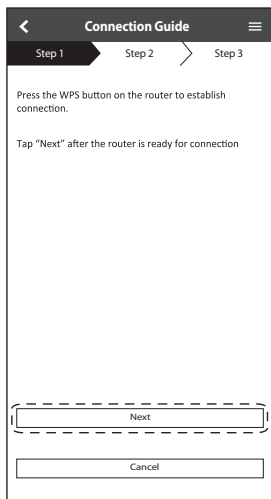 Connection Guide
Step 1 Step 2 Step 3
Press the WPS button on the router to establish
connection.
Tap “Next” after the router is ready for connection
Next
Cancel